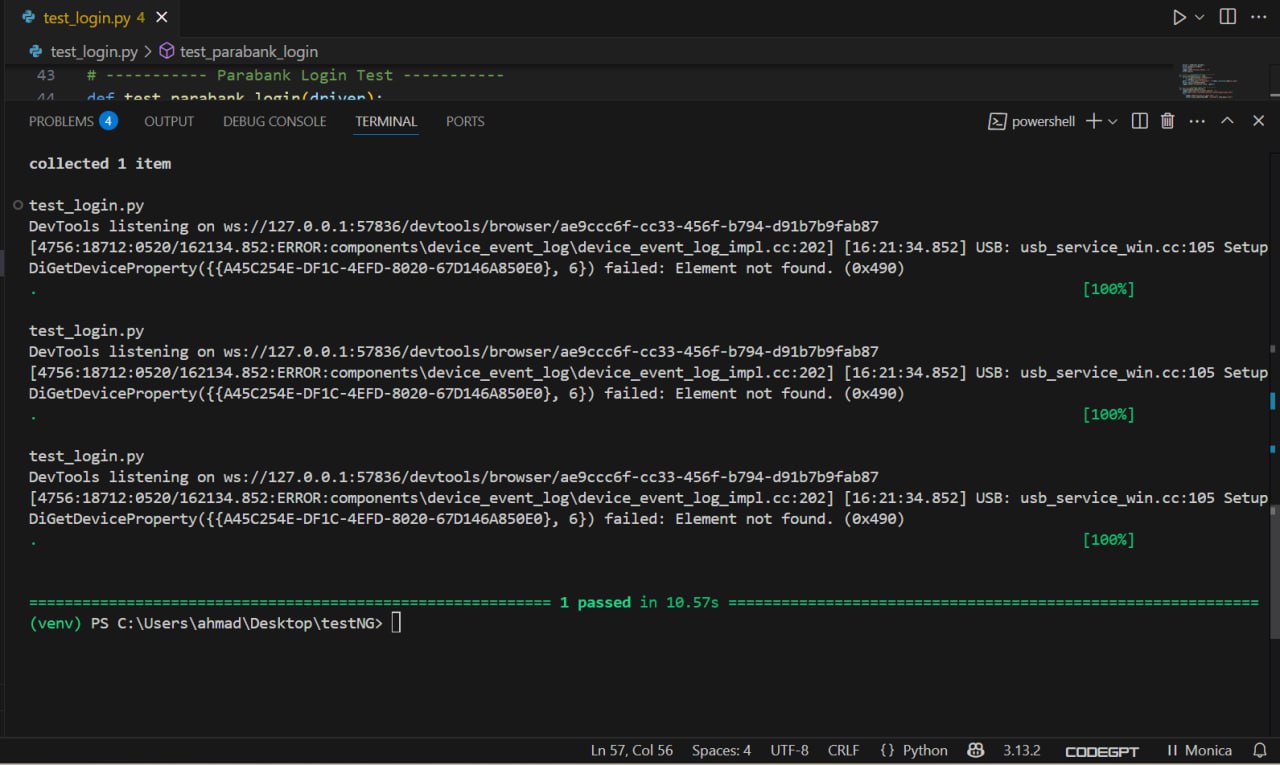 test_login.py 4
test_login.py > test_parabank_login
43 # ----------- Parabank Login Test -----------
44 def test_parabank_login(driver):
PROBLEMS 4 OUTPUT DEBUG CONSOLE TERMINAL PORTS powershell
collected 1 item
test_login.py
DevTools listening on ws://127.0.0.1:57836/devtools/browser/ae9ccc6f-cc33-456f-b794-d91b7b9fab87
[4756:18712:0520/162134.852:ERROR:components\device_event_log\device_event_log_impl.cc:202] [16:21:34.852] USB: usb_service_win.cc:105 Setup
DiGetDeviceProperty({{A45C254E-DF1C-4EFD-8020-67D146A850E0}, 6}) failed: Element not found. (0x490)
. [100%]
test_login.py
DevTools listening on ws://127.0.0.1:57836/devtools/browser/ae9ccc6f-cc33-456f-b794-d91b7b9fab87
[4756:18712:0520/162134.852:ERROR:components\device_event_log\device_event_log_impl.cc:202] [16:21:34.852] USB: usb_service_win.cc:105 Setup
DiGetDeviceProperty({{A45C254E-DF1C-4EFD-8020-67D146A850E0}, 6}) failed: Element not found. (0x490)
. [100%]
test_login.py
DevTools listening on ws://127.0.0.1:57836/devtools/browser/ae9ccc6f-cc33-456f-b794-d91b7b9fab87
[4756:18712:0520/162134.852:ERROR:components\device_event_log\device_event_log_impl.cc:202] [16:21:34.852] USB: usb_service_win.cc:105 Setup
DiGetDeviceProperty({{A45C254E-DF1C-4EFD-8020-67D146A850E0}, 6}) failed: Element not found. (0x490)
. [100%]
=========================================================== 1 passed in 10.57s ============================================================
(venv) PS C:\Users\ahmad\Desktop\testNG>
Ln 57, Col 56 Spaces: 4 UTF-8 CRLF {} Python 3.13.2 CODEGPT Monica